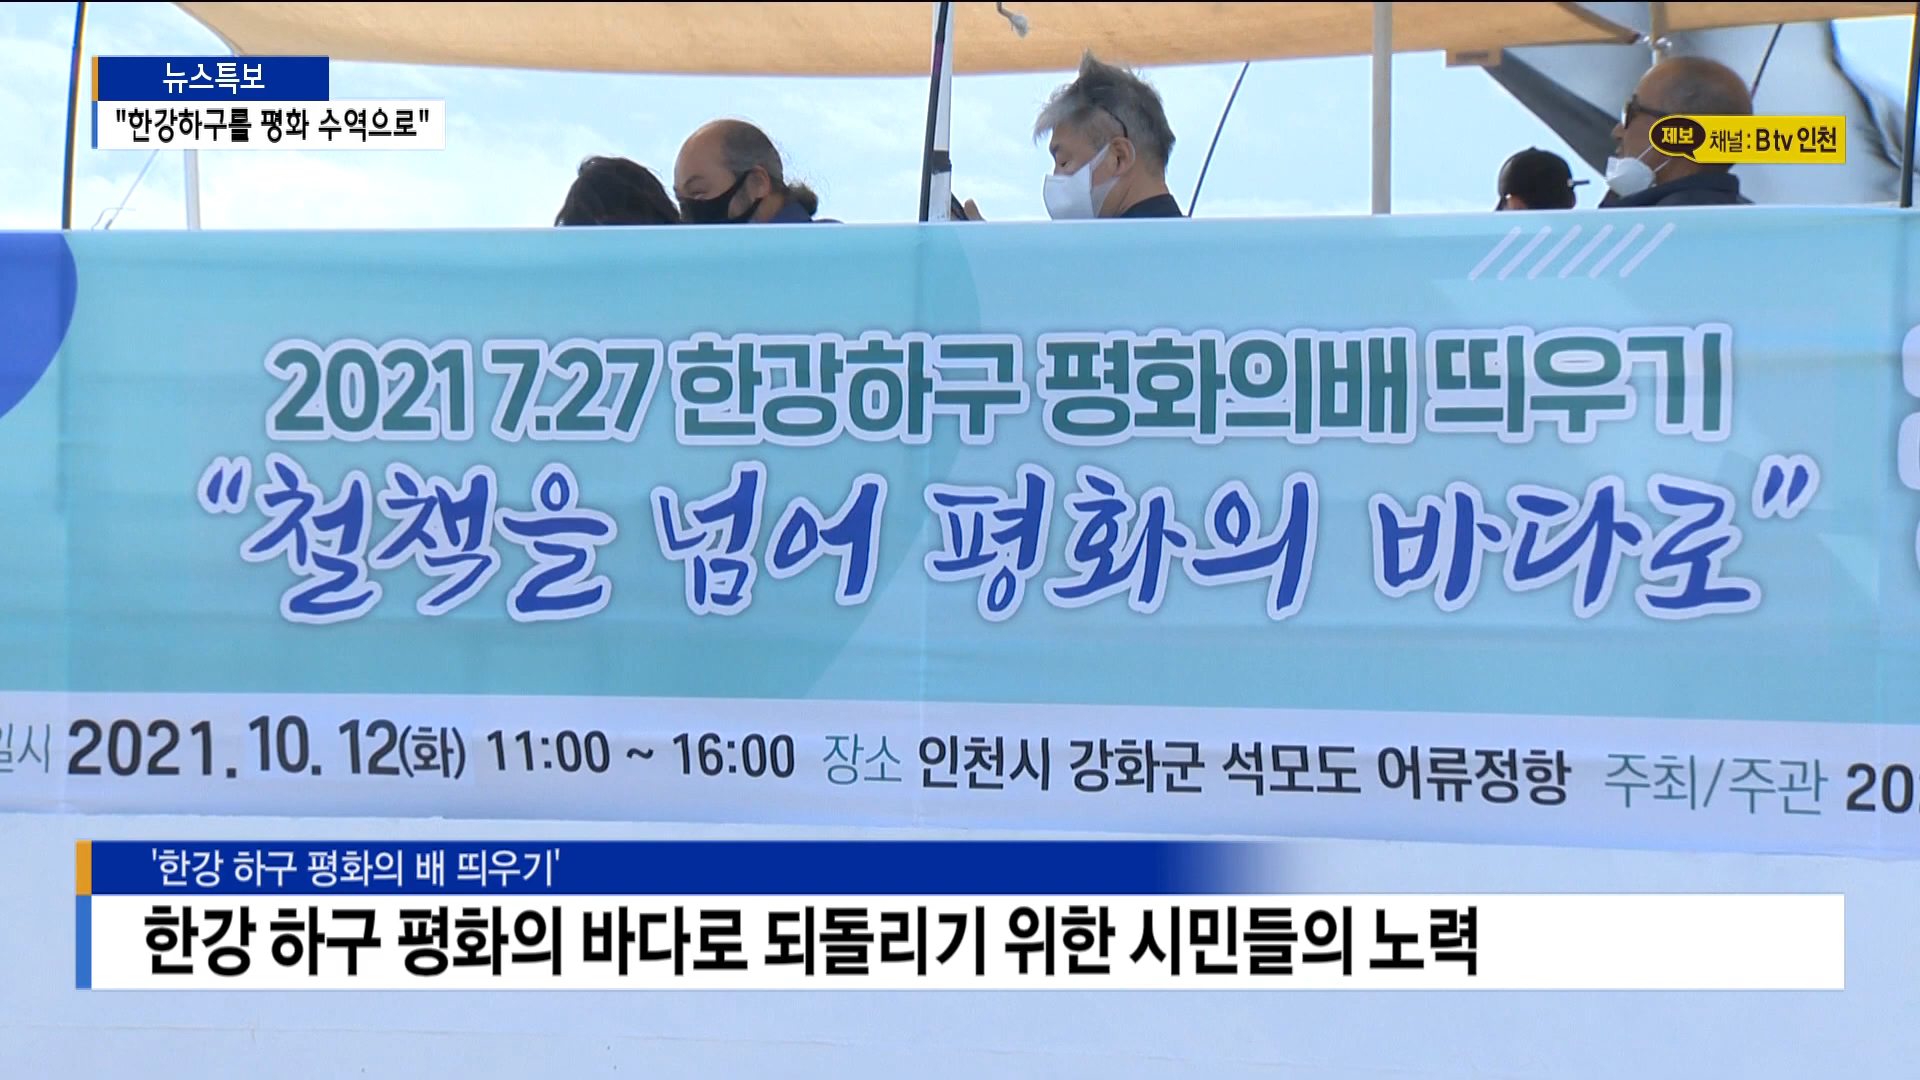 뉴스특보
"한강하구를 평화 수역으로"
제보 채널 : B tv 인천
2021 7.27 한강하구 평화의배 띄우기
"철책을 넘어 평화의 바다로"
일시 2021. 10. 12(화) 11:00 ~ 16:00 장소 인천시 강화군 석모도 어류정항 주최/주관
'한강 하구 평화의 배 띄우기'
한강 하구 평화의 바다로 되돌리기 위한 시민들의 노력